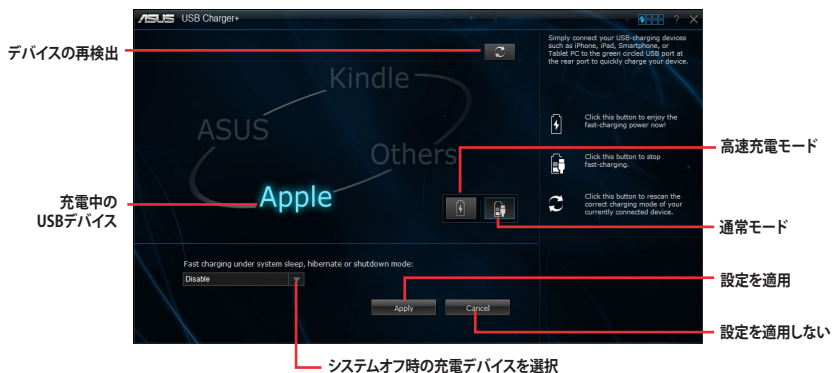 ASUS USB Charger+
?
デバイスの再検出
Simply connect your USB-charging devices
such as iPhone, iPad, Smartphone, or
Tablet PC to the green circled USB port at
the rear port to quickly charge your device.
Kindle
ASUS
Others
Apple
Click this button to enjoy the
fast-charging power now!
Click this button to stop
fast-charging.
Click this button to rescan the
correct charging mode of your
currently connected device.
高速充電モード
充電中の
USBデバイス
通常モード
Fast charging under system sleep, hibernate or shutdown mode:
Disable
設定を適用
Apply
Cancel
設定を適用しない
システムオフ時の充電デバイスを選択